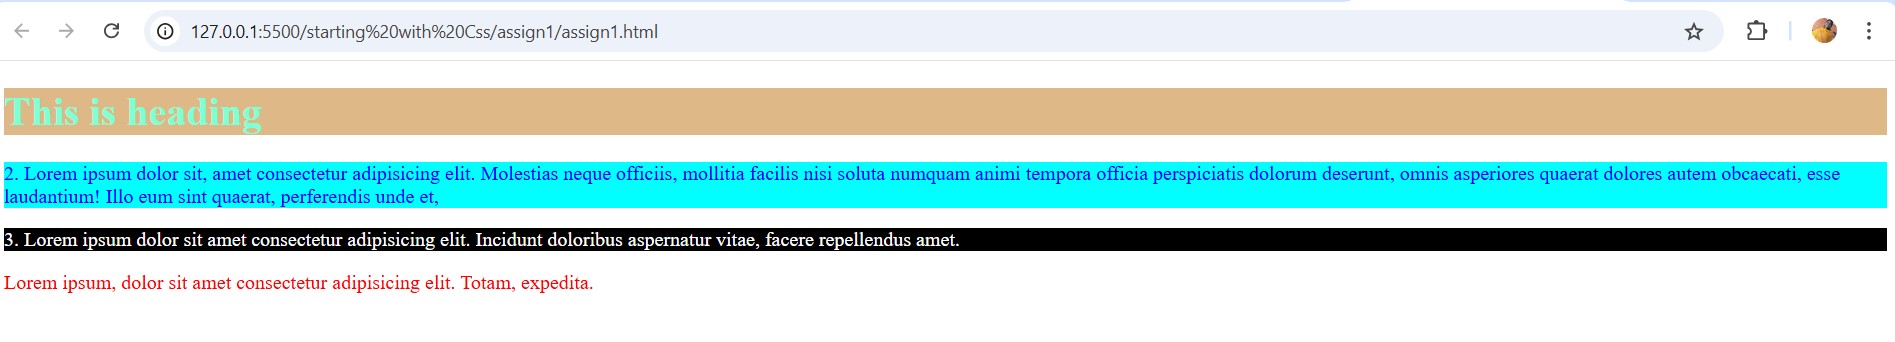 127.0.0.1:5500/starting%20with%20Css/assign1/assign1.html
This is heading
2. Lorem ipsum dolor sit, amet consectetur adipisicing elit. Molestias neque officiis, mollitia facilis nisi soluta numquam animi tempora officia perspiciatis dolorum deserunt, omnis asperiores quaerat dolores autem obcaecati, esse
laudantium! Illo eum sint quaerat, perferendis unde et,
3. Lorem ipsum dolor sit amet consectetur adipisicing elit. Incidunt doloribus aspernatur vitae, facere repellendus amet.
Lorem ipsum, dolor sit amet consectetur adipisicing elit. Totam, expedita.